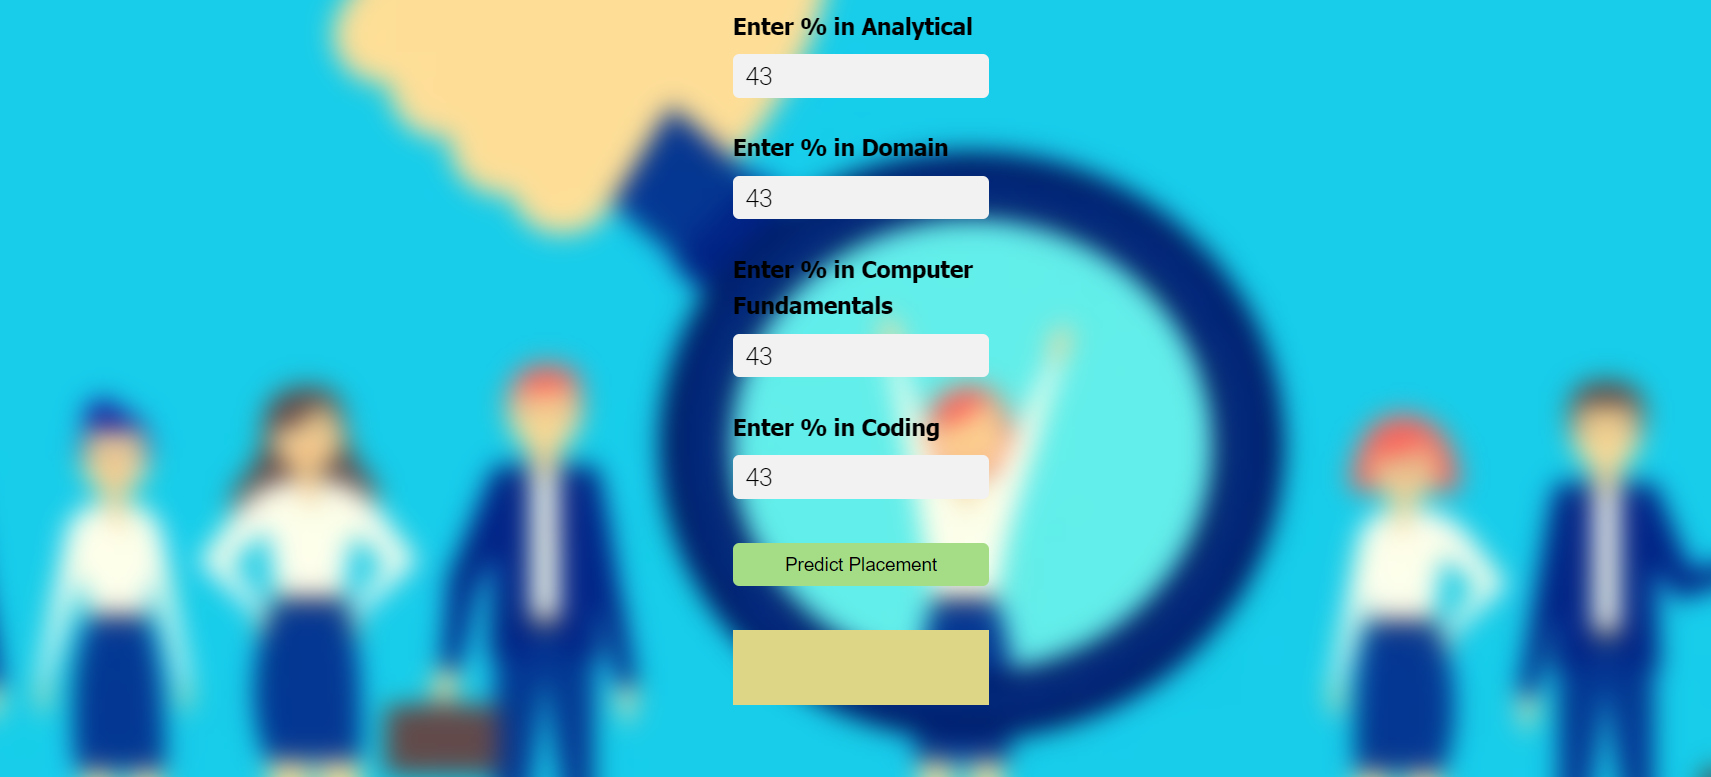 Enter % in Analytical
43
Enter % in Domain
43
Enter % in Computer
Fundamentals
43
Enter % in Coding
43
Predict Placement